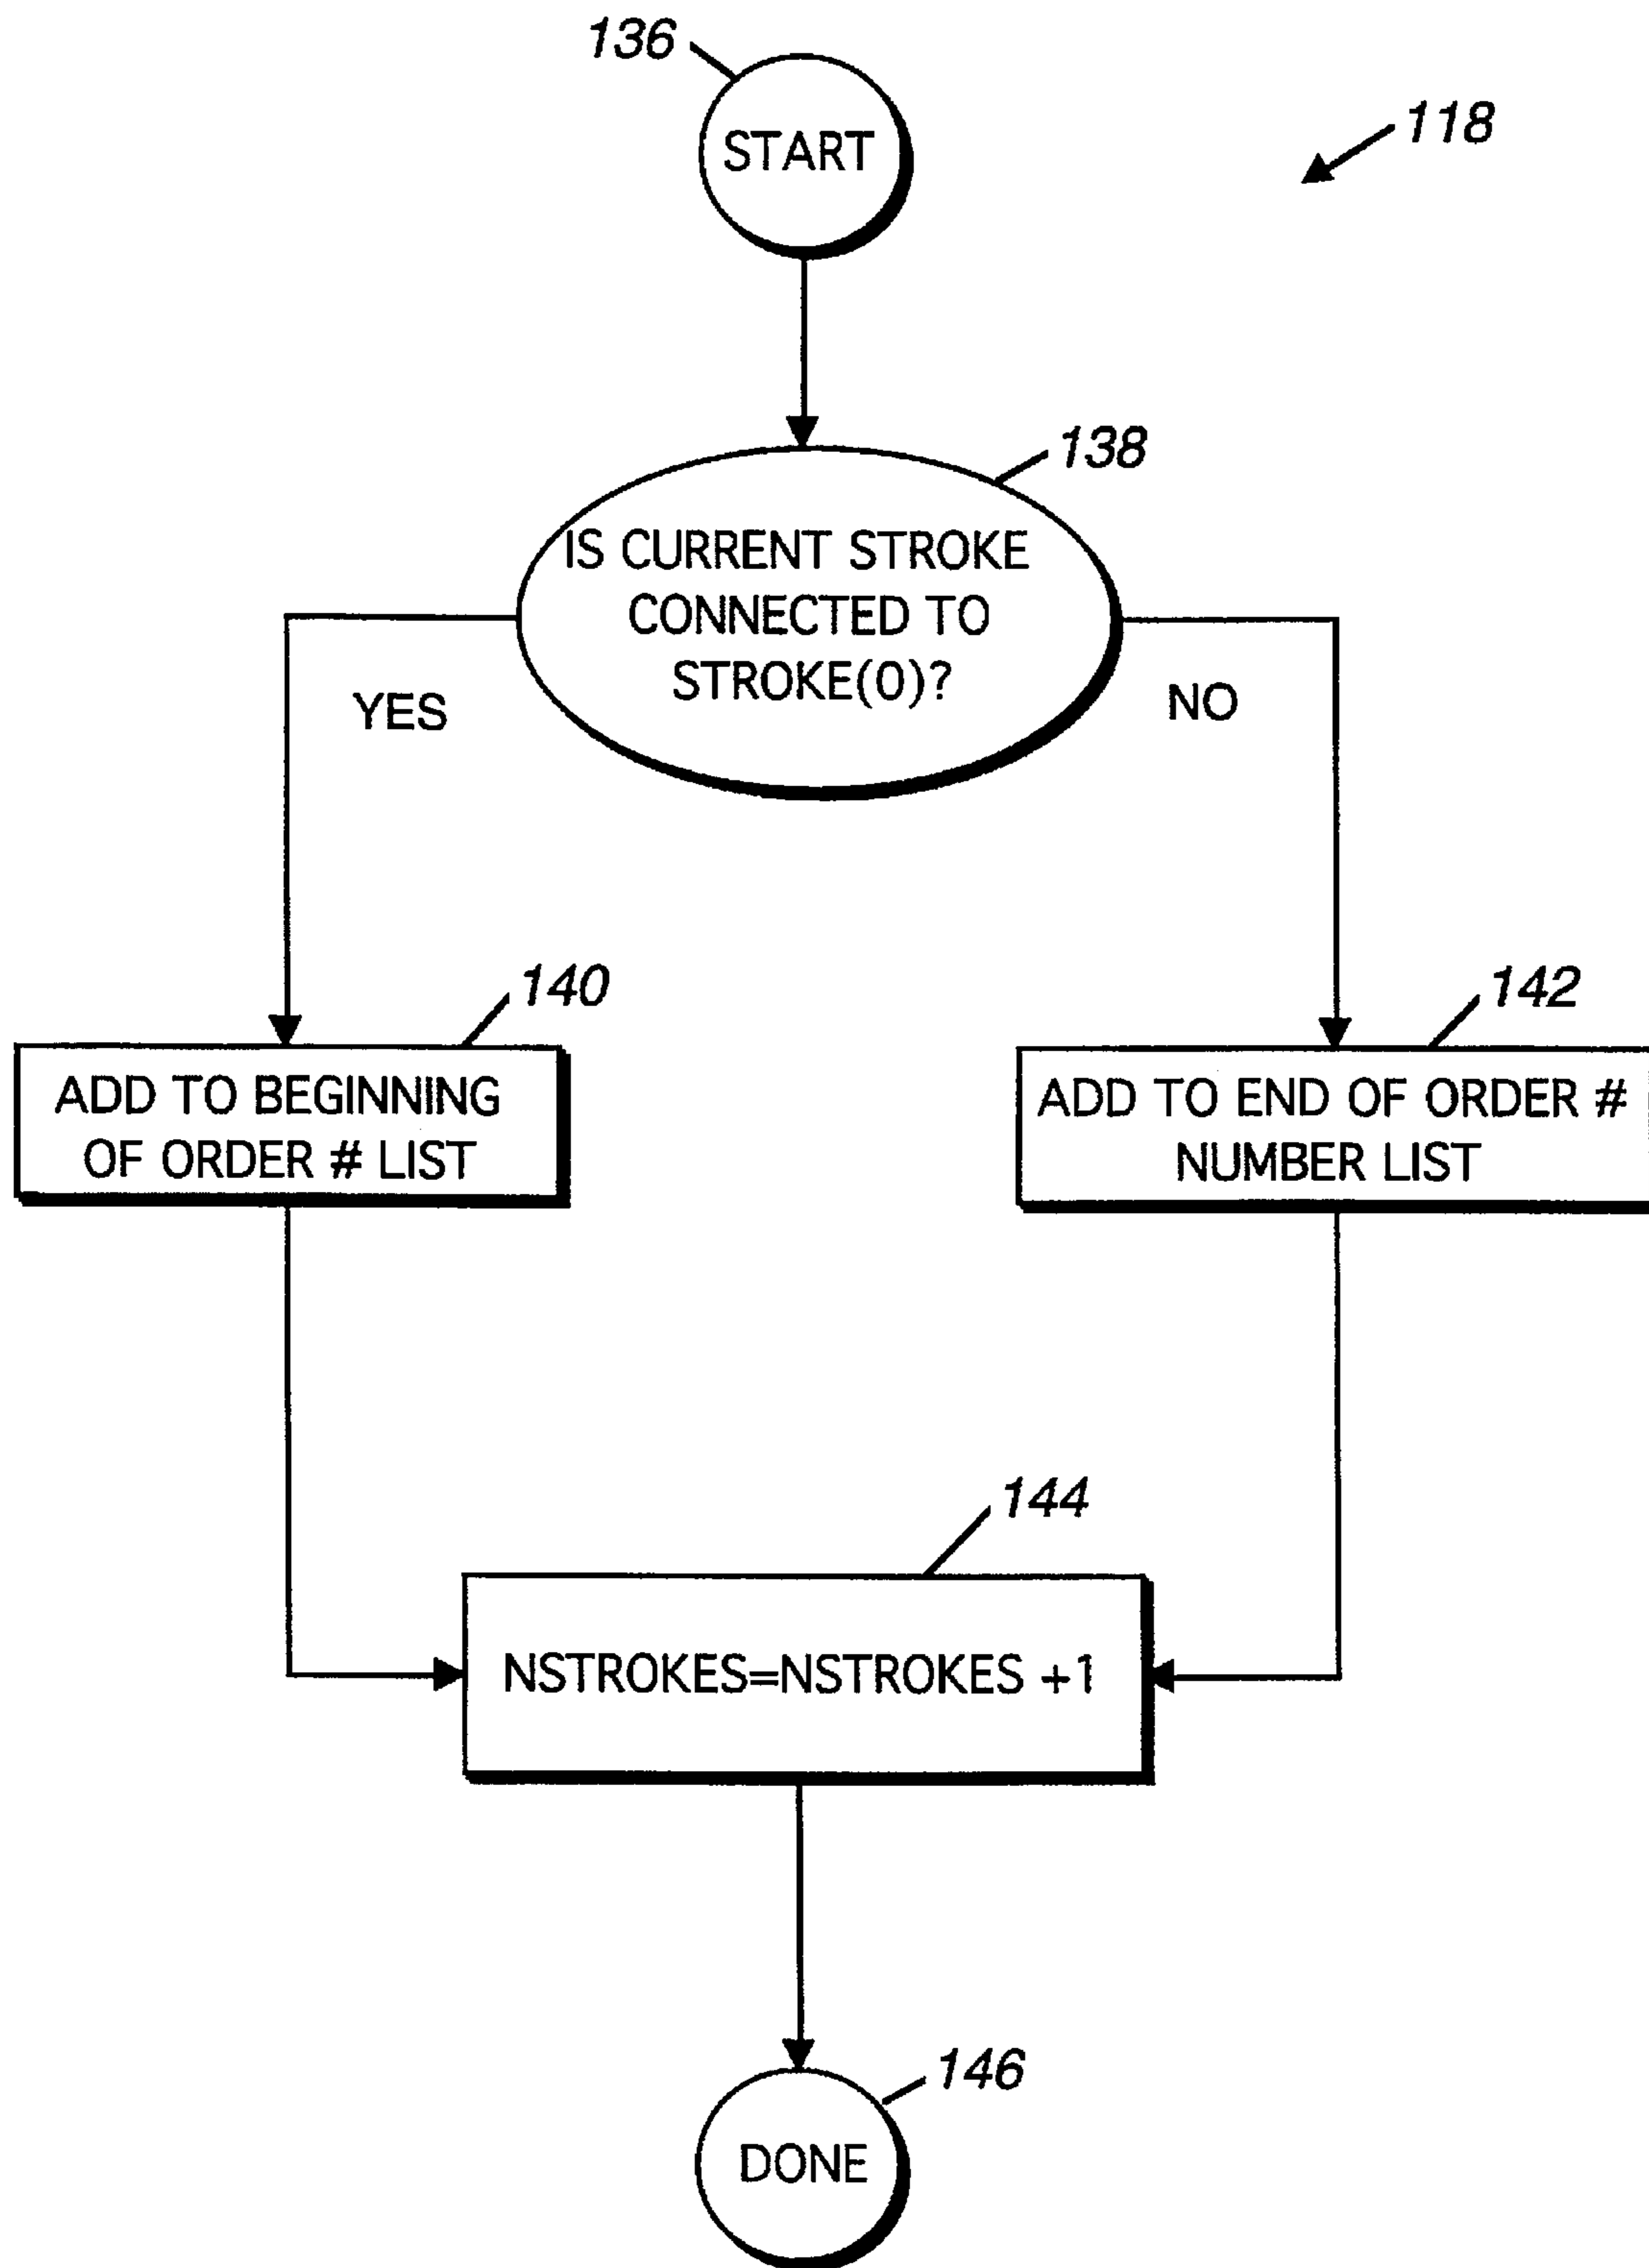 136
START
118
138
IS CURRENT STROKE
CONNECTED TO
STROKE(0)?
YES
NO
140
142
ADD TO BEGINNING
OF ORDER # LIST
ADD TO END OF ORDER #
NUMBER LIST
144
NSTROKES=NSTROKES +1
146
DONE